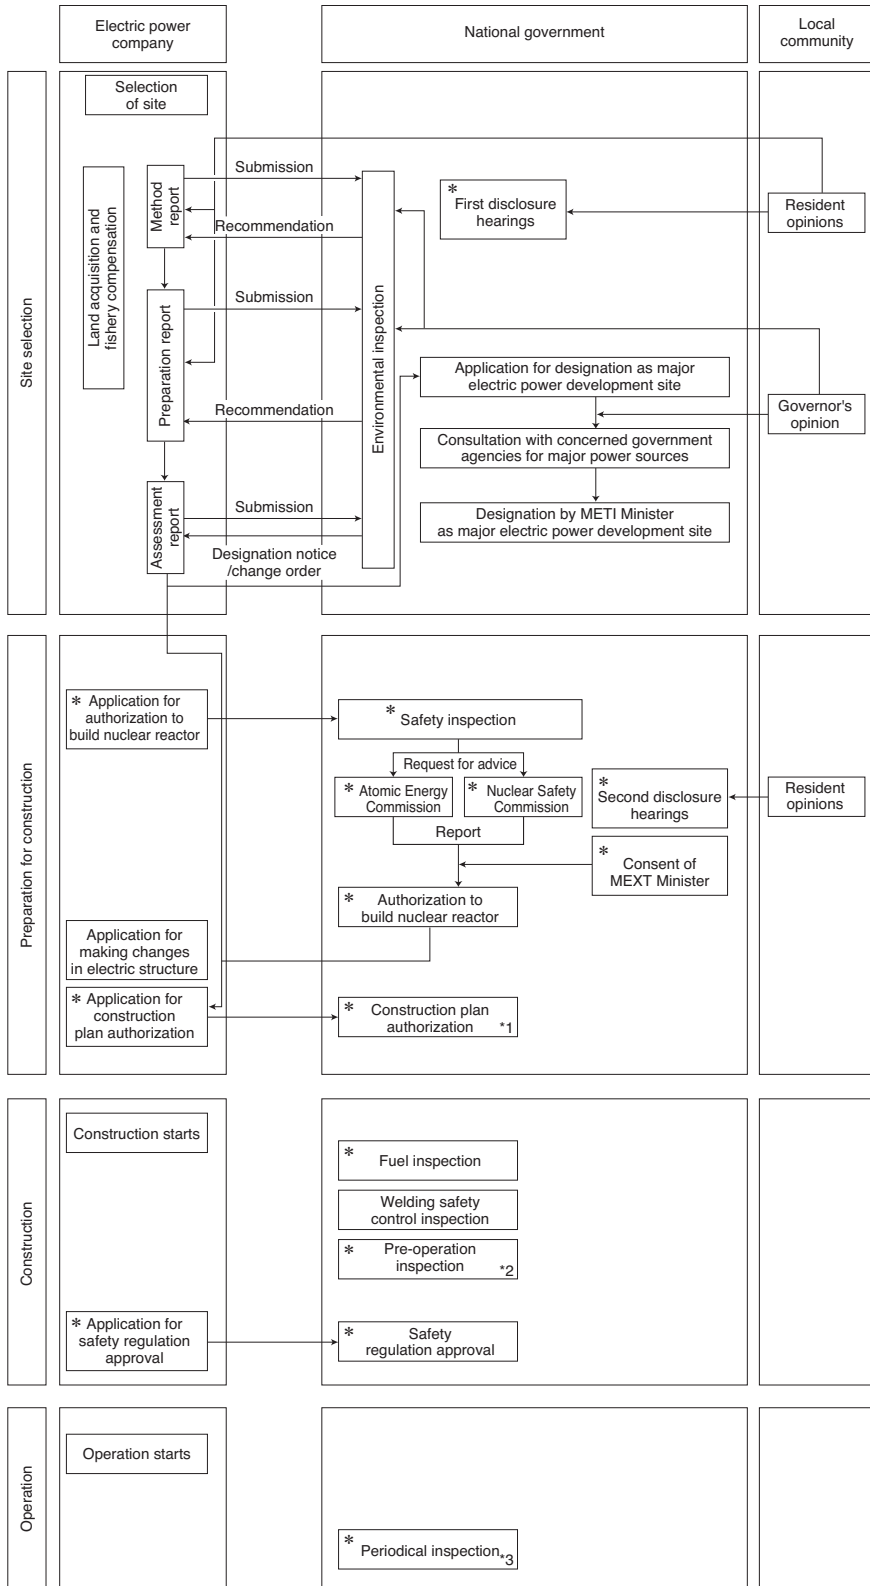 Electric power
company
National government
Local
community
Site selection
Selection
of site
Land acquisition and
fishery compensation
Method
report
Submission
Recommendation
Preparation report
Submission
Recommendation
Assessment
report
Submission
Designation notice
/change order
Environmental inspection
*
First disclosure
hearings
Resident
opinions
Application for designation as major
electric power development site
Governor's
opinion
Consultation with concerned government
agencies for major power sources
Designation by METI Minister
as major electric power development site
Preparation for construction
* Application for
authorization to
build nuclear reactor
* Safety inspection
Request for advice
* Atomic Energy
Commission
* Nuclear Safety
Commission
*
Second disclosure
hearings
Resident
opinions
Report
*
Consent of
MEXT Minister
* Authorization to
build nuclear reactor
Application for
making changes
in electric structure
* Application for
construction
plan authorization
* Construction plan
authorization *1
Construction
Construction starts
* Fuel inspection
Welding safety
control inspection
* Pre-operation
inspection *2
* Application for
safety regulation
approval
* Safety
regulation approval
Operation
Operation starts
* Periodical inspection *3